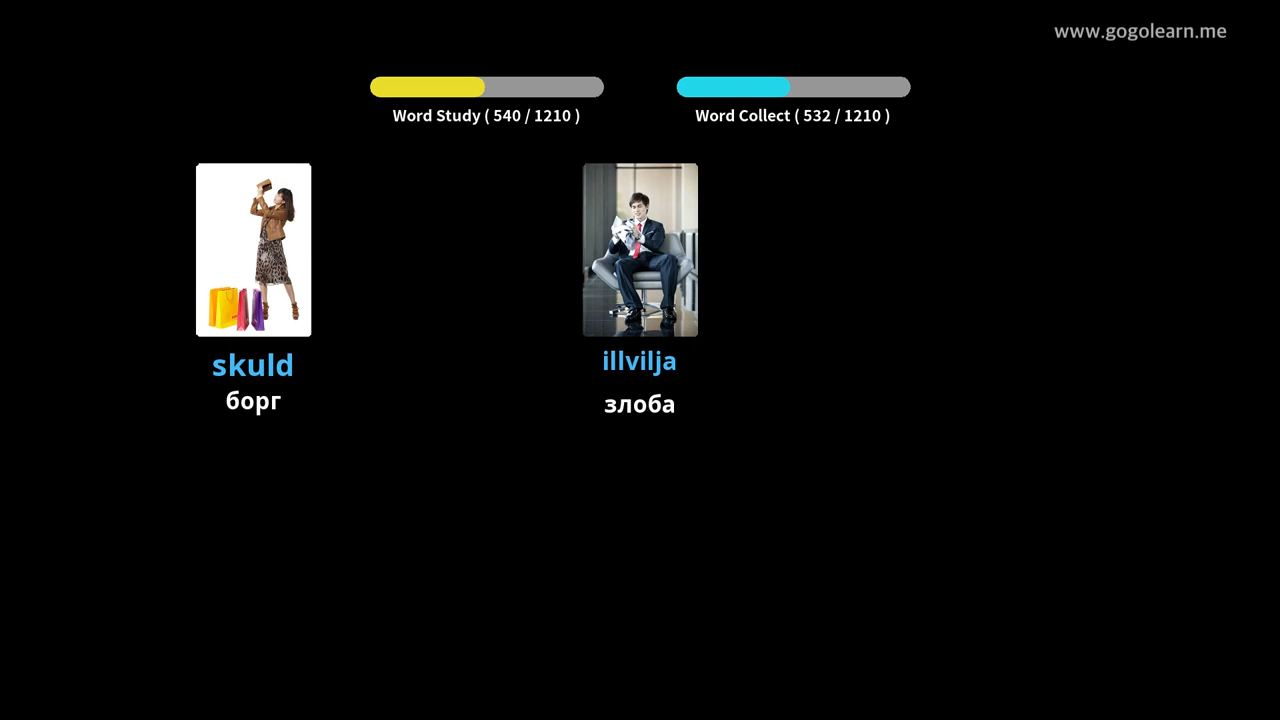 www.gogolearn.me
Word Study ( 540 / 1210 )
Word Collect ( 532 / 1210 )
skuld
борг
illvilja
злоба